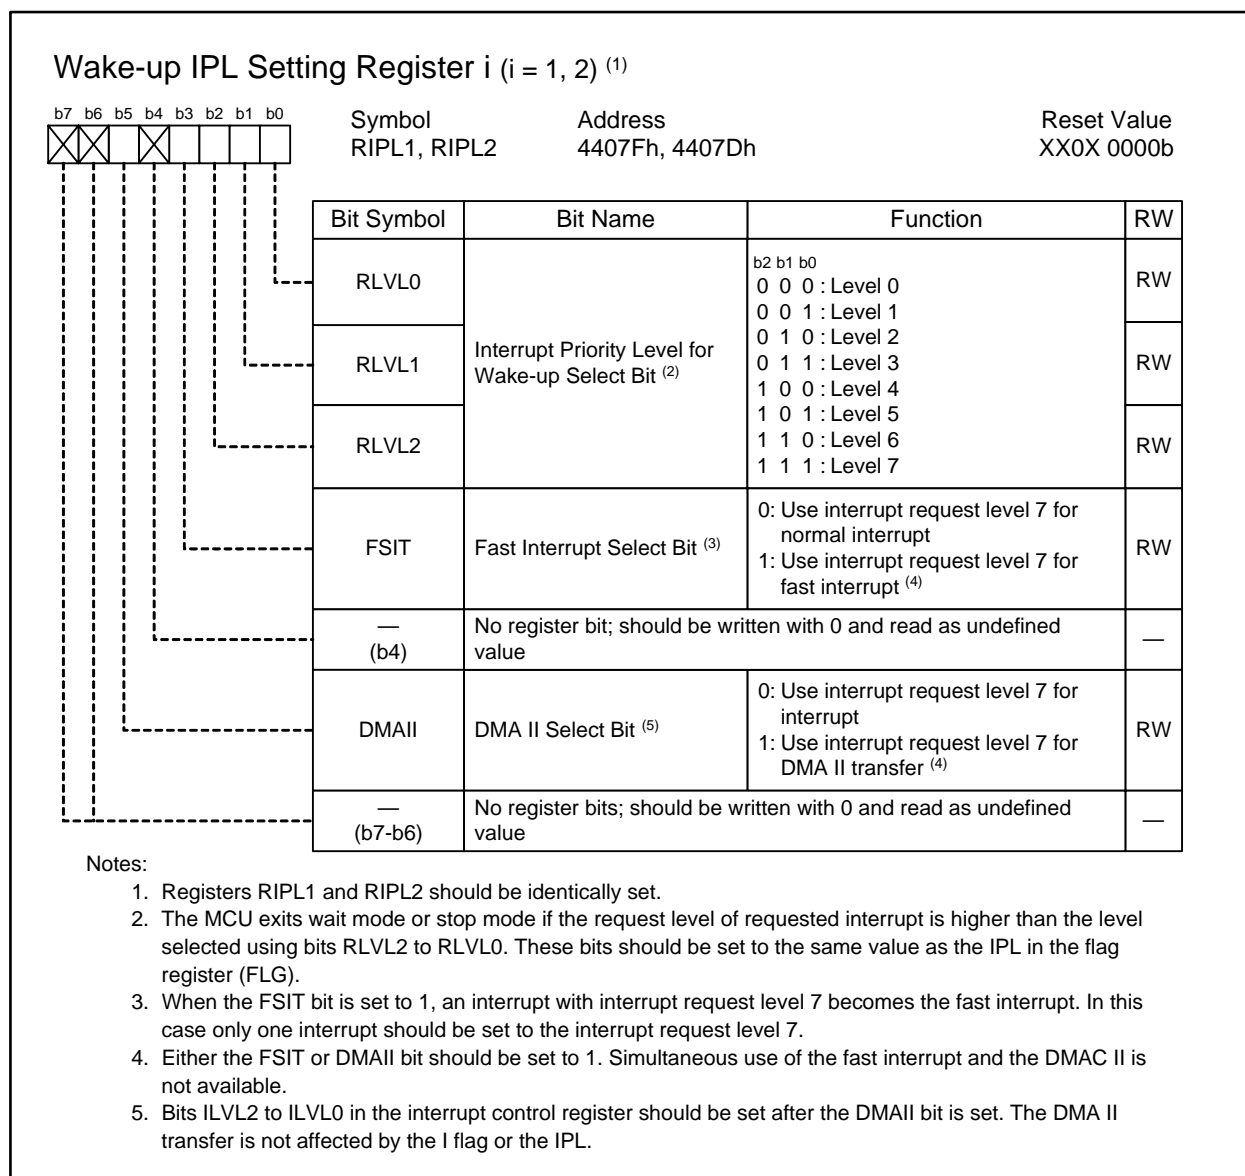 Wake-up IPL Setting Register i (i = 1, 2) (1)
b7 b6 b5 b4 b3 b2 b1 b0
Symbol Address Reset Value
RIPL1, RIPL2 4407Fh, 4407Dh XX0X 0000b
Bit Symbol Bit Name Function RW
RLVL0 RW
RLVL1 RW
RLVL2 RW
Interrupt Priority Level for
Wake-up Select Bit (2)
b2 b1 b0
0 0 0 : Level 0
0 0 1 : Level 1
0 1 0 : Level 2
0 1 1 : Level 3
1 0 0 : Level 4
1 0 1 : Level 5
1 1 0 : Level 6
1 1 1 : Level 7
FSIT Fast Interrupt Select Bit (3) RW
0: Use interrupt request level 7 for
normal interrupt
1: Use interrupt request level 7 for
fast interrupt (4)
—
(b4)
No register bit; should be written with 0 and read as undefined
value
—
DMAII DMA II Select Bit (5) RW
0: Use interrupt request level 7 for
interrupt
1: Use interrupt request level 7 for
DMA II transfer (4)
—
(b7-b6)
No register bits; should be written with 0 and read as undefined
value
—
Notes:
1. Registers RIPL1 and RIPL2 should be identically set.
2. The MCU exits wait mode or stop mode if the request level of requested interrupt is higher than the level
selected using bits RLVL2 to RLVL0. These bits should be set to the same value as the IPL in the flag
register (FLG).
3. When the FSIT bit is set to 1, an interrupt with interrupt request level 7 becomes the fast interrupt. In this
case only one interrupt should be set to the interrupt request level 7.
4. Either the FSIT or DMAII bit should be set to 1. Simultaneous use of the fast interrupt and the DMAC II is
not available.
5. Bits ILVL2 to ILVL0 in the interrupt control register should be set after the DMAII bit is set. The DMA II
transfer is not affected by the I flag or the IPL.